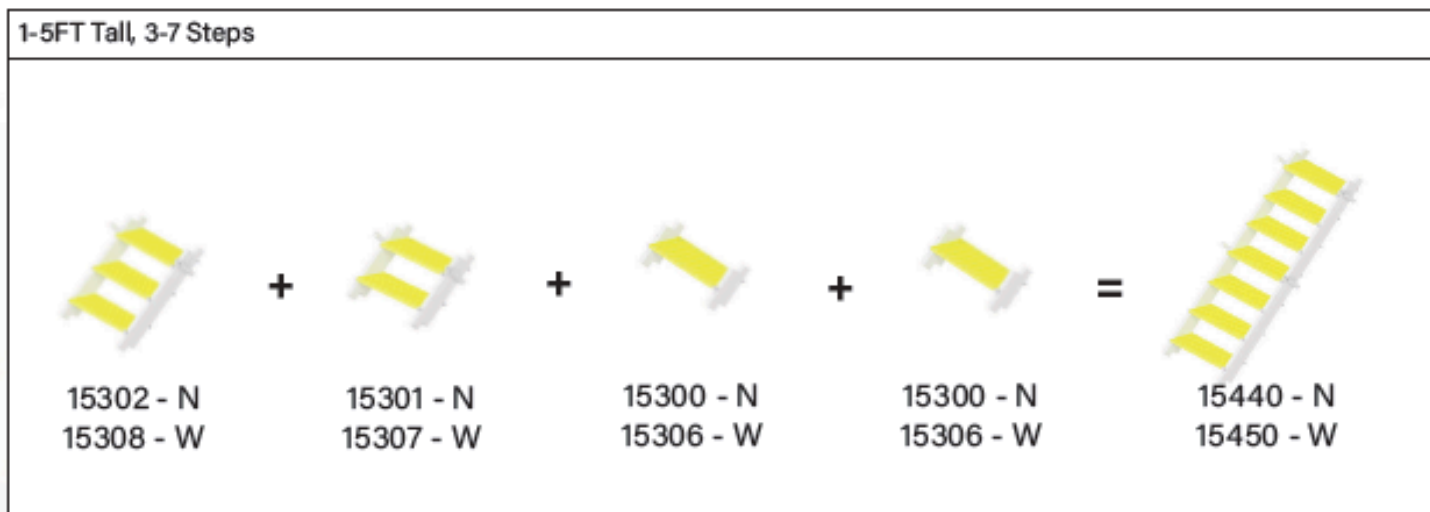 1-5FT Tall, 3-7 Steps
+ + + =
15302 - N 15301 - N 15300 - N 15300 - N 15440 - N
15308 - W 15307 - W 15306 - W 15306 - W 15450 - W